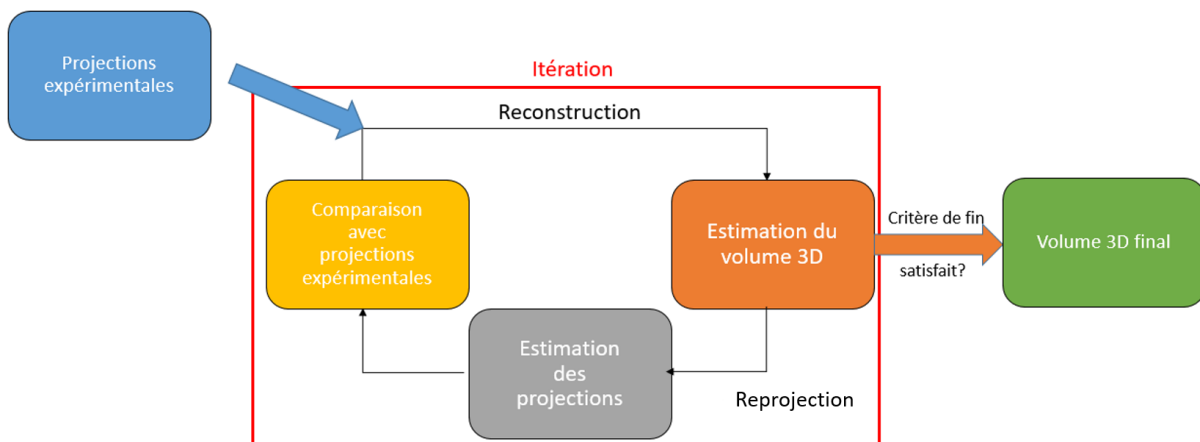 Projections
expérimentales
Itération
Reconstruction
Comparaison
avec
projections
expérimentales
Estimation du
volume 3D
Critère de fin
satisfait?
Volume 3D final
Estimation
des
projections
Reprojection